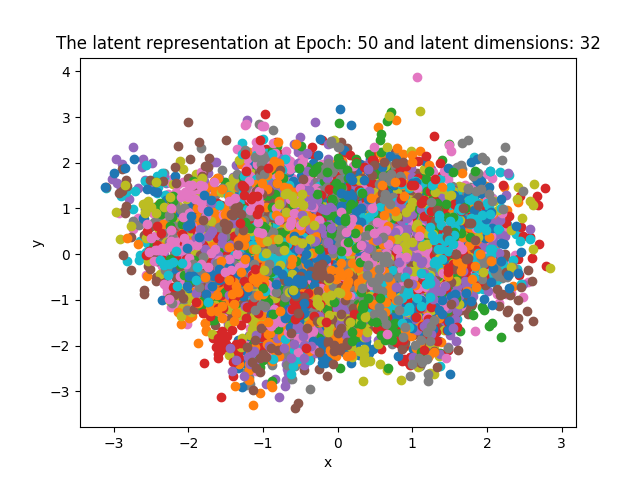 The latent representation at Epoch: 50 and latent dimensions: 32
4
3
2
1
0
−1
−2
−3
y
−3 −2 −1 0 1 2 3
x